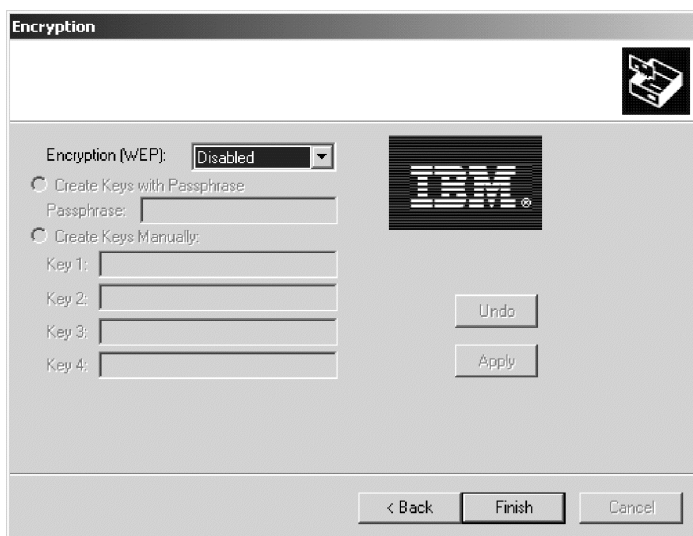 Encryption
Encryption (WEP): Disabled
IBM®
Create Keys with Passphrase
Passphrase:
Create Keys Manually:
Key 1:
Key 2:
Key 3:
Key 4:
Undo
Apply
< Back Finish Cancel